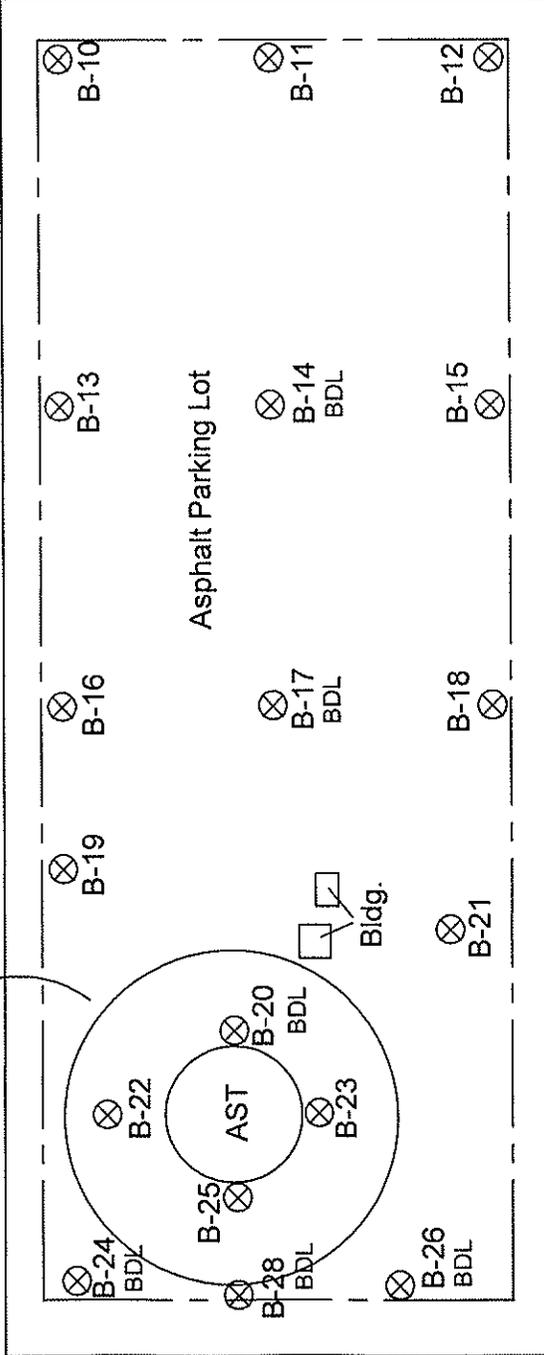 B-24
BDL
B-22
B-19
B-16
B-13
B-10
Asphalt Parking Lot
B-28
BDL
B-25
AST
B-20
BDL
B-17
BDL
B-14
BDL
B-11
B-23
Bldg.
B-26
BDL
B-21
B-18
B-15
B-12